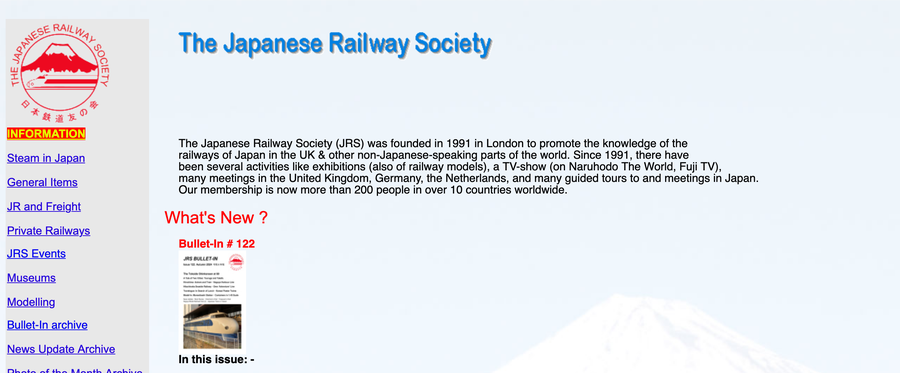 THE JAPANESE RAILWAY SOCIETY
日本鉄道友の会
The Japanese Railway Society
INFORMATION
Steam in Japan
General Items
JR and Freight
Private Railways
JRS Events
Museums
Modelling
Bullet-In archive
News Update Archive
Photo of the Month Archive
The Japanese Railway Society (JRS) was founded in 1991 in London to promote the knowledge of the
railways of Japan in the UK & other non-Japanese-speaking parts of the world. Since 1991, there have
been several activities like exhibitions (also of railway models), a TV-show (on Naruhodo The World, Fuji TV),
many meetings in the United Kingdom, Germany, the Netherlands, and many guided tours to and meetings in Japan.
Our membership is now more than 200 people in over 10 countries worldwide.
What's New ?
Bullet-In # 122
JRS BULLET-IN
In this issue: -